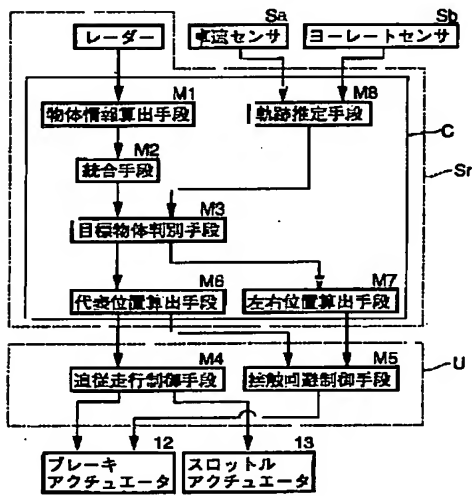 Sa
Sb
レーダー
車速センサ
ヨーレートセンサ
M1
M8
物体情報算出手段
軌跡推定手段
C
M2
Sr
統合手段
M3
目標物体判別手段
M6
M7
代表位置算出手段
左右位置算出手段
M4
M5
U
追従走行制御手段
接触回避制御手段
12
13
ブレーキ
アクチュエータ
スロットル
アクチュエータ